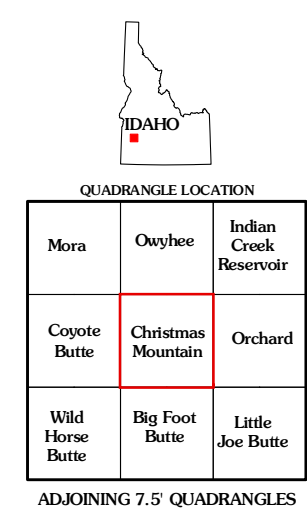 IDAHO
QUADRANGLE LOCATION
Mora
Owyhee
Indian
Creek
Reservoir
Coyote
Butte
Christmas
Mountain
Orchard
Wild
Horse
Butte
Big Foot
Butte
Little
Joe Butte
ADJOINING 7.5' QUADRANGLES